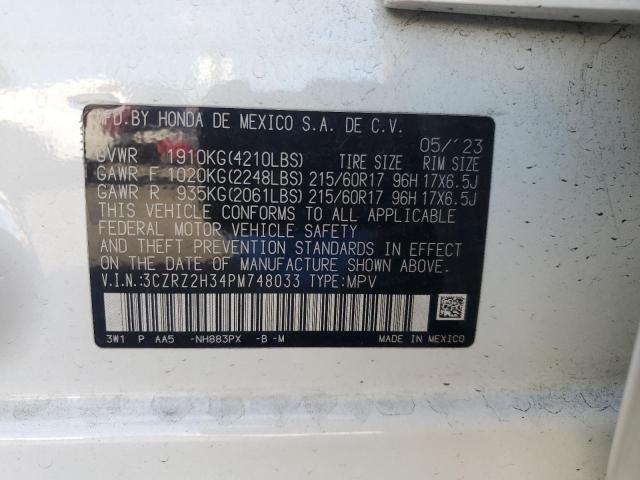 MFD.BY HONDA DE MEXICO S.A. DE C.V.
05/'23
GVWR 1910KG(4210LBS) TIRE SIZE RIM SIZE
GAWR F 1020KG(2248LBS) 215/60R17 96H 17X6.5J
GAWR R 935KG(2061LBS) 215/60R17 96H 17X6.5J
THIS VEHICLE CONFORMS TO ALL APPLICABLE
FEDERAL MOTOR VEHICLE SAFETY
AND THEFT PREVENTION STANDARDS IN EFFECT
ON THE DATE OF MANUFACTURE SHOWN ABOVE.
V.I.N.:3CZRZ2H34PM748033 TYPE:MPV
3W1 P AA5 -NH883PX -B -M MADE IN MEXICO